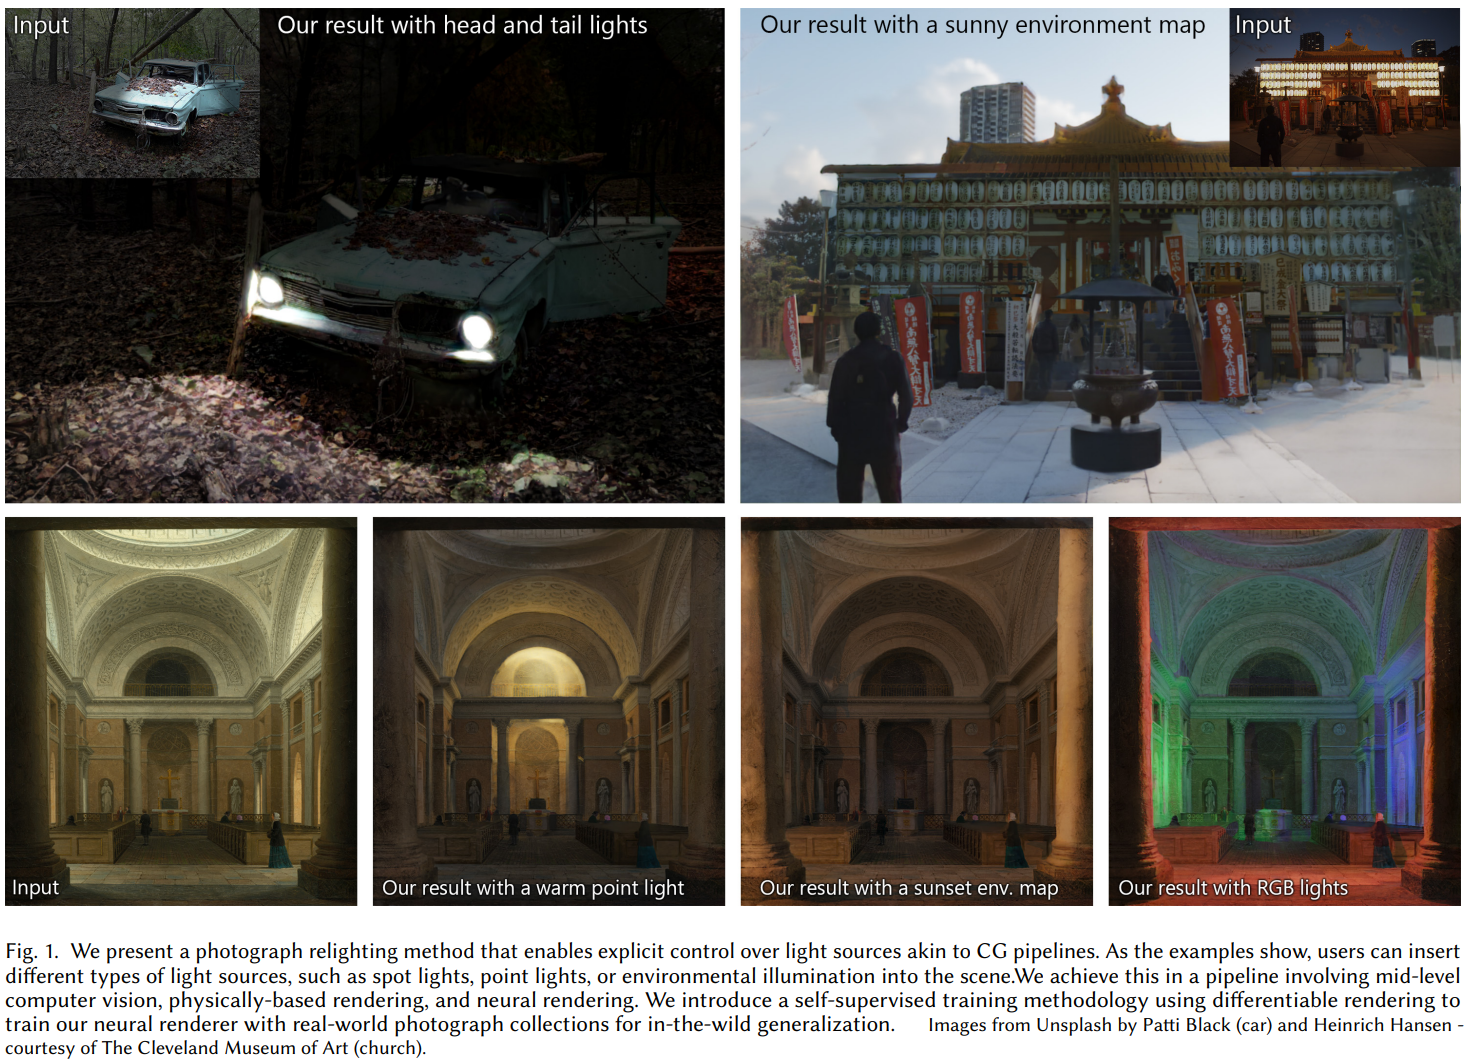 Input
Our result with head and tail lights
Our result with a sunny environment map
Input
Input
Our result with a warm point light
Our result with a sunset env. map
Our result with RGB lights
Fig. 1. We present a photograph relighting method that enables explicit control over light sources akin to CG pipelines. As the examples show, users can insert
different types of light sources, such as spot lights, point lights, or environmental illumination into the scene.We achieve this in a pipeline involving mid-level
computer vision, physically-based rendering, and neural rendering. We introduce a self-supervised training methodology using differentiable rendering to
train our neural renderer with real-world photograph collections for in-the-wild generalization. Images from Unsplash by Patti Black (car) and Heinrich Hansen -
courtesy of The Cleveland Museum of Art (church).